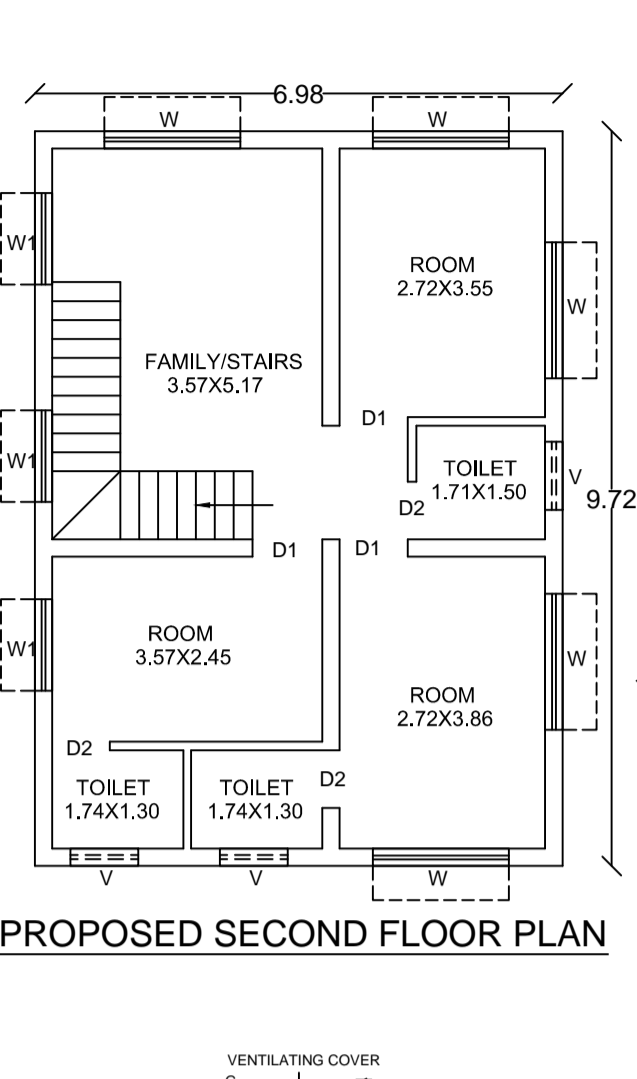 6.98
W
W
W1
ROOM
2.72X3.55
W
FAMILY/STAIRS
3.57X5.17
D1
W1
TOILET
1.71X1.50
V
9.72
D2
D1
D1
ROOM
3.57X2.45
W1
W
ROOM
2.72X3.86
D2
TOILET
1.74X1.30
TOILET
1.74X1.30
D2
V
V
W
PROPOSED SECOND FLOOR PLAN
VENTILATING COVER